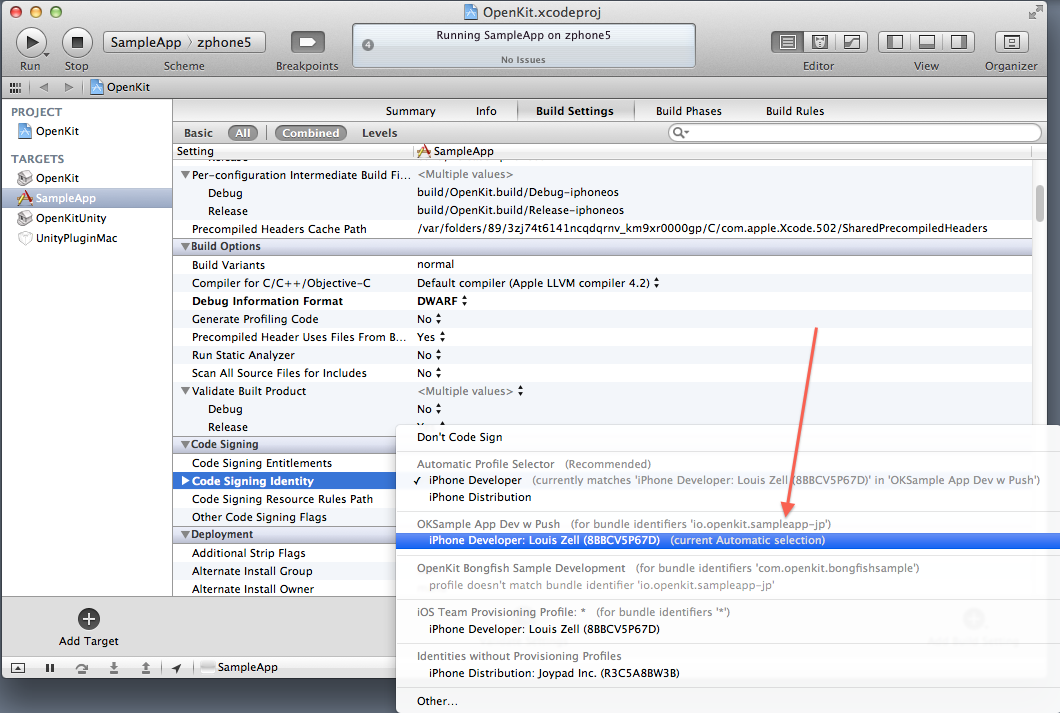 OpenKit.xcodeproj
SampleApp zphone5
4
Running SampleApp on zphone5
No Issues
Run Stop Scheme Breakpoints Editor View Organizer
OpenKit
PROJECT
OpenKit
TARGETS
OpenKit
SampleApp
OpenKitUnity
UnityPluginMac
Add Target
Summary Info Build Settings Build Phases Build Rules
Basic All Combined Levels
Setting SampleApp
Release
Per-configuration Intermediate Build Fi... <Multiple values>
Debug build/OpenKit.build/Debug-iphoneos
Release build/OpenKit.build/Release-iphoneos
Precompiled Headers Cache Path /var/folders/89/3zj74t6141ncqdqrnv_km9xr0000gp/C/com.apple.Xcode.502/SharedPrecompiledHeaders
Build Options
Build Variants normal
Compiler for C/C++/Objective-C Default compiler (Apple LLVM compiler 4.2)
Debug Information Format DWARF
Generate Profiling Code No
Precompiled Header Uses Files From B... Yes
Run Static Analyzer No
Scan All Source Files for Includes No
Validate Built Product <Multiple values>
Debug No
Release
Code Signing
Code Signing Entitlements
Code Signing Identity
Code Signing Resource Rules Path
Other Code Signing Flags
Deployment
Additional Strip Flags
Alternate Install Group
Alternate Install Owner
Don't Code Sign
Automatic Profile Selector (Recommended)
✓ iPhone Developer (currently matches 'iPhone Developer: Louis Zell (8BBCV5P67D)' in 'OKSample App Dev w Push')
iPhone Distribution
OKSample App Dev w Push (for bundle identifiers 'io.openkit.sampleapp-jp')
iPhone Developer: Louis Zell (8BBCV5P67D) (current Automatic selection)
OpenKit Bongfish Sample Development (for bundle identifiers 'com.openkit.bongfishsample')
profile doesn't match bundle identifier 'io.openkit.sampleapp-jp'
iOS Team Provisioning Profile: * (for bundle identifiers '*')
iPhone Developer: Louis Zell (8BBCV5P67D)
Identities without Provisioning Profiles
iPhone Distribution: Joypad Inc. (R3C5A8BW3B)
Other...
SampleApp